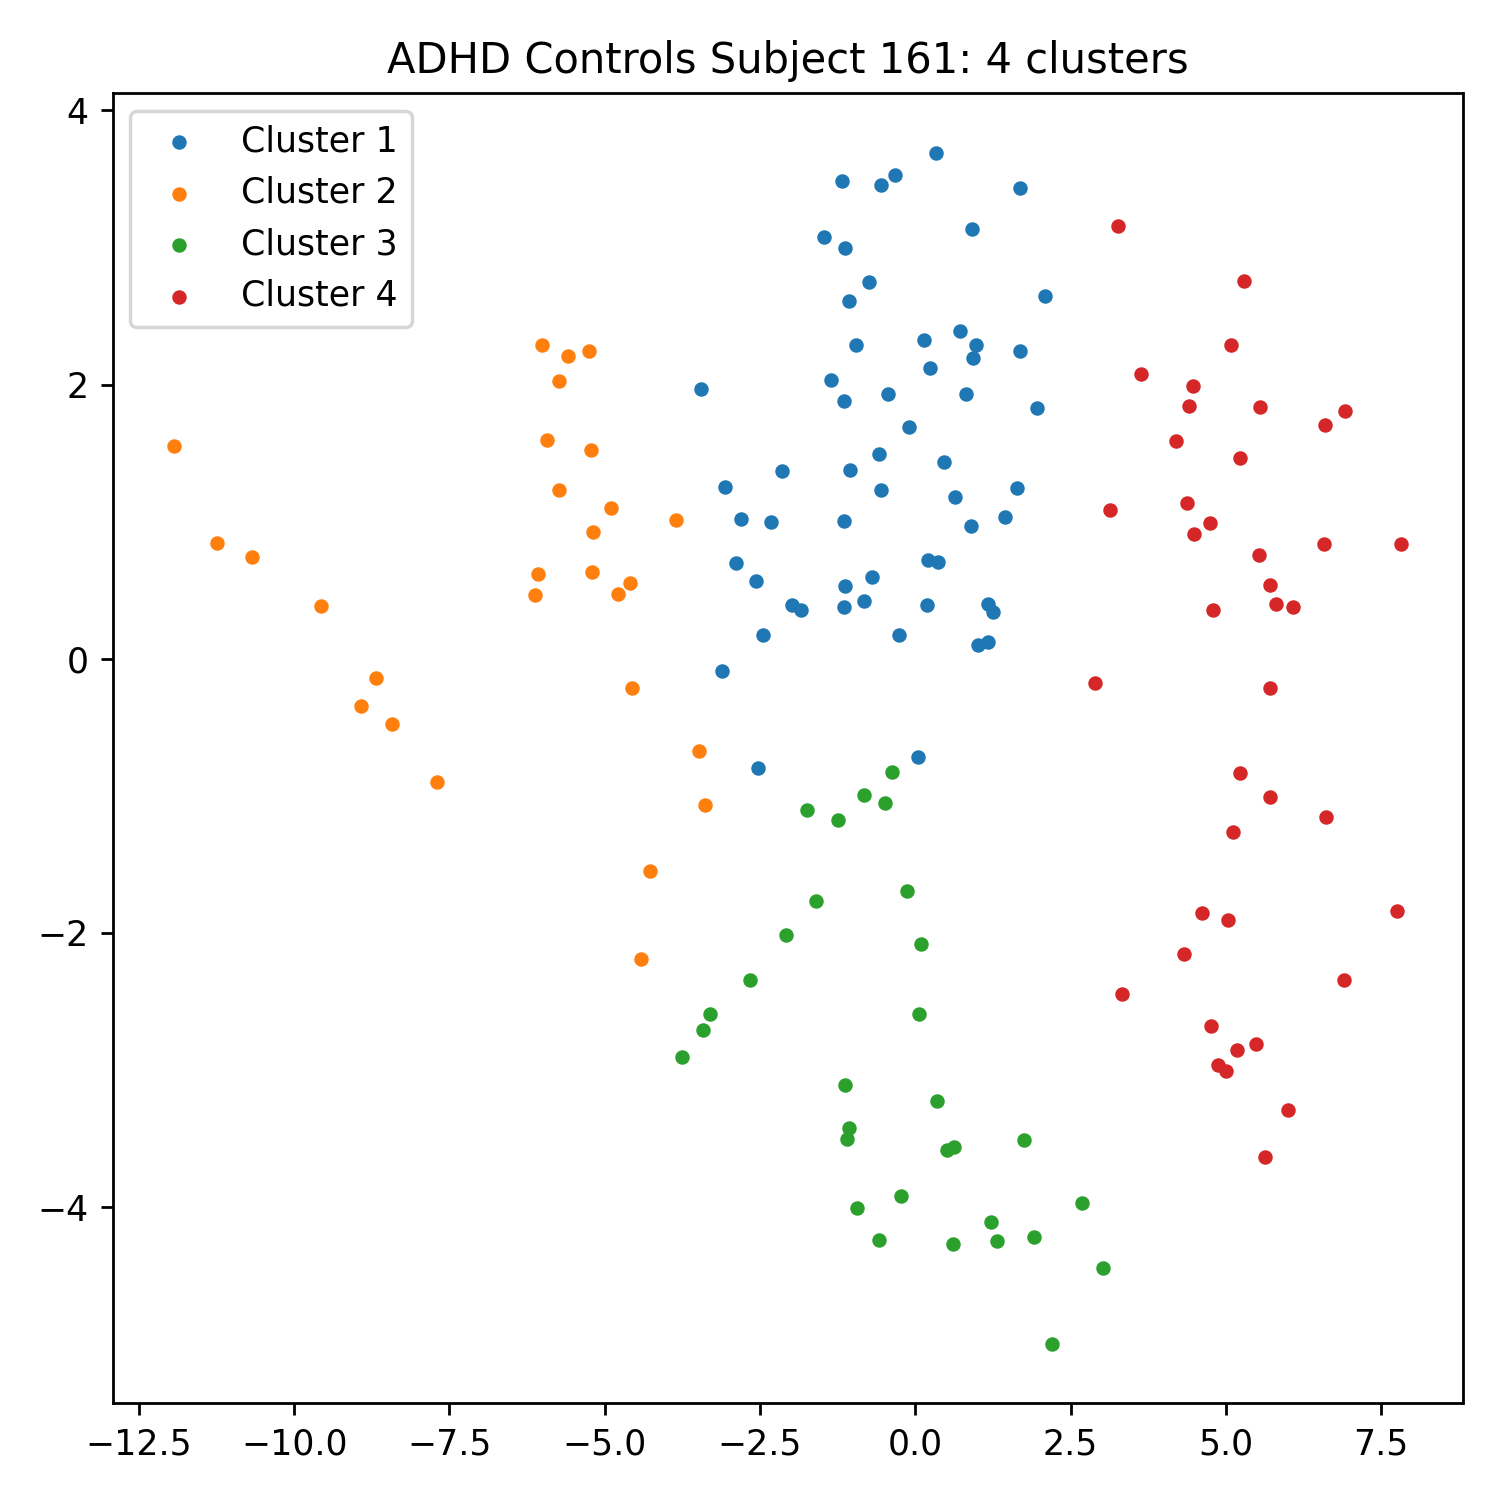 ADHD Controls Subject 161: 4 clusters
Cluster 1
Cluster 2
Cluster 3
Cluster 4
4
2
0
−2
−4
−12.5 −10.0 −7.5 −5.0 −2.5 0.0 2.5 5.0 7.5